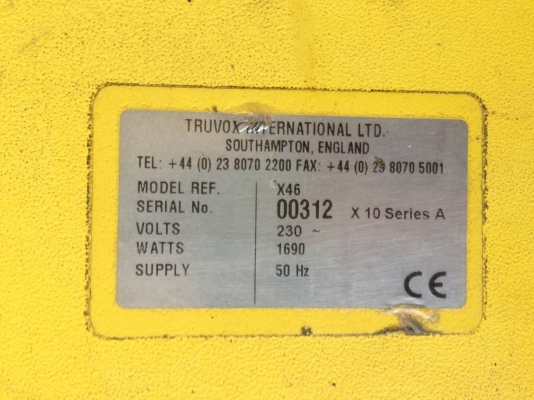 TRUVOX INTERNATIONAL LTD.
SOUTHAMPTON, ENGLAND
TEL: +44 (0) 23 8070 2200 FAX: +44 (0) 23 8070 5001
MODEL REF. X46
SERIAL No. 00312 X 10 Series A
VOLTS 230 ~
WATTS 1690
SUPPLY 50 Hz
CE